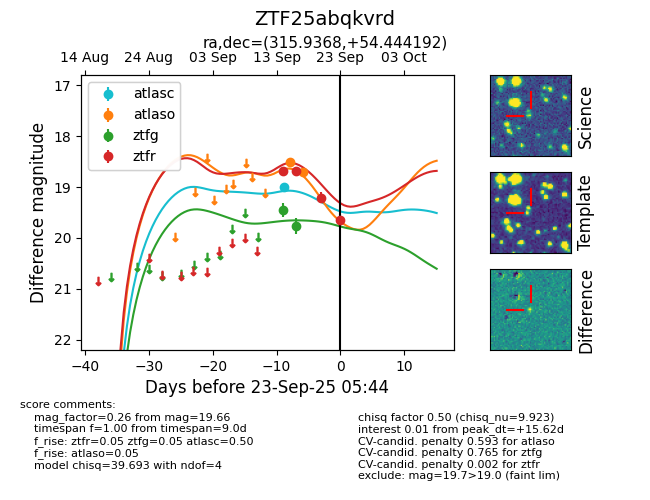 ZTF25abqkvrd
ra,dec=(315.9368,+54.444192)
14 Aug 24 Aug 03 Sep 13 Sep 23 Sep 03 Oct
atlasc
atlaso
ztfg
ztfr
17
18
19
20
21
22
Difference magnitude
−40 −30 −20 −10 0 10
Days before 23-Sep-25 05:44
Science
Template
Difference
score comments:
mag_factor=0.26 from mag=19.66
timespan f=1.00 from timespan=9.0d
f_rise: ztfr=0.05 ztfg=0.05 atlasc=0.50
f_rise: atlaso=0.05
model chisq=39.693 with ndof=4
chisq factor 0.50 (chisq_nu=9.923)
interest 0.01 from peak_dt=+15.62d
CV-candid. penalty 0.593 for atlaso
CV-candid. penalty 0.765 for ztfg
CV-candid. penalty 0.002 for ztfr
exclude: mag=19.7>19.0 (faint lim)